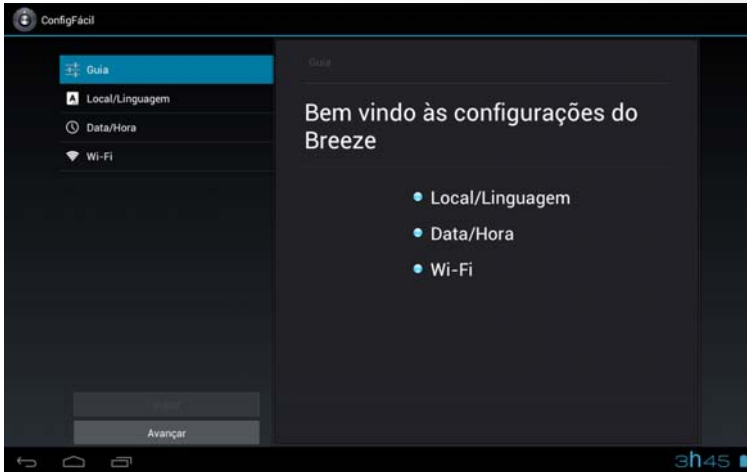 ConfigFácil
Guia
Local/Linguagem
Data/Hora
Wi-Fi
Guia
Bem vindo às configurações do
Breeze
Local/Linguagem
Data/Hora
Wi-Fi
Avançar
3h45